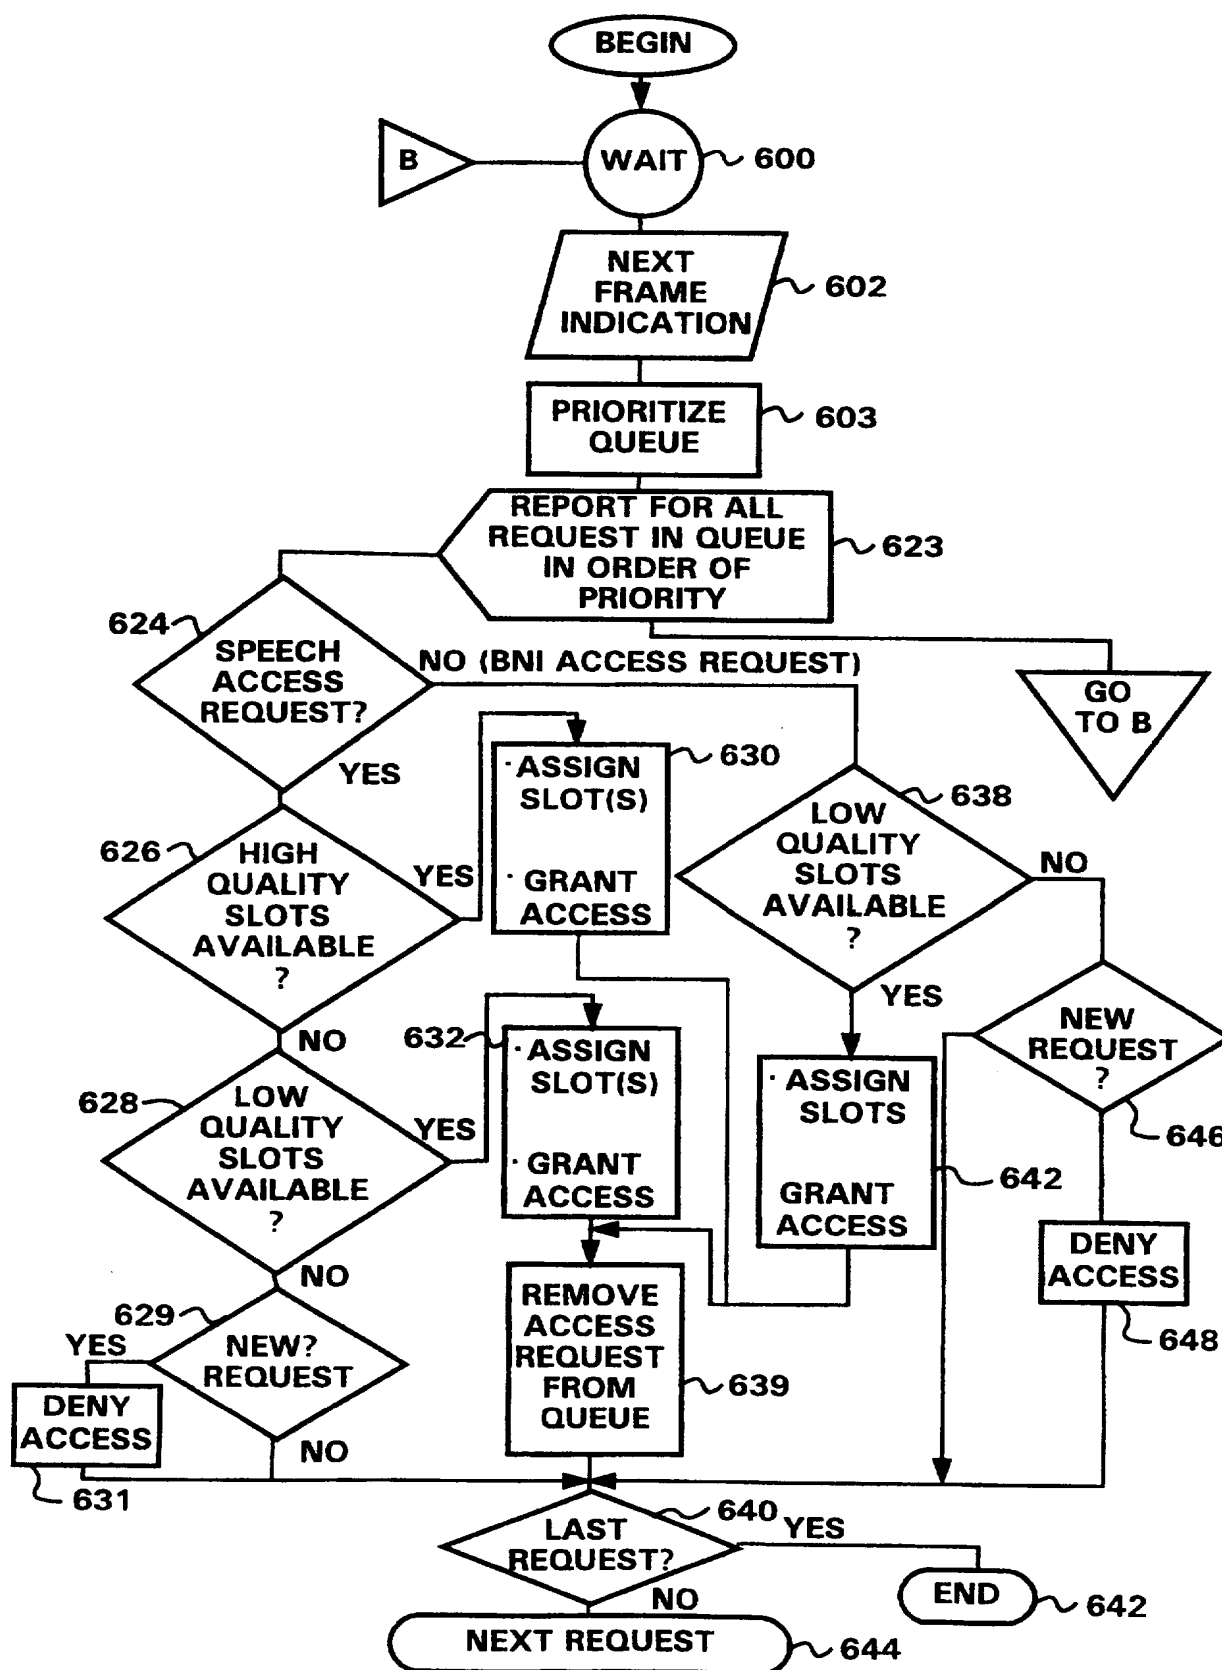 BEGIN
B
WAIT
600
NEXT
FRAME
INDICATION
602
PRIORITIZE
QUEUE
603
REPORT FOR ALL
REQUEST IN QUEUE
IN ORDER OF
PRIORITY
623
624
SPEECH
ACCESS
REQUEST?
NO (BNI ACCESS REQUEST)
YES
GO
TO B
626
HIGH
QUALITY
SLOTS
AVAILABLE
?
YES
NO
· ASSIGN
SLOT(S)
· GRANT
ACCESS
630
638
LOW
QUALITY
SLOTS
AVAILABLE
?
NO
YES
628
LOW
QUALITY
SLOTS
AVAILABLE
?
YES
NO
632
· ASSIGN
SLOT(S)
· GRANT
ACCESS
· ASSIGN
SLOTS
GRANT
ACCESS
642
NEW
REQUEST
?
646
DENY
ACCESS
648
629
NEW?
REQUEST
YES
NO
DENY
ACCESS
631
REMOVE
ACCESS
REQUEST
FROM
QUEUE
639
LAST
REQUEST?
640
YES
NO
END
642
NEXT REQUEST
644